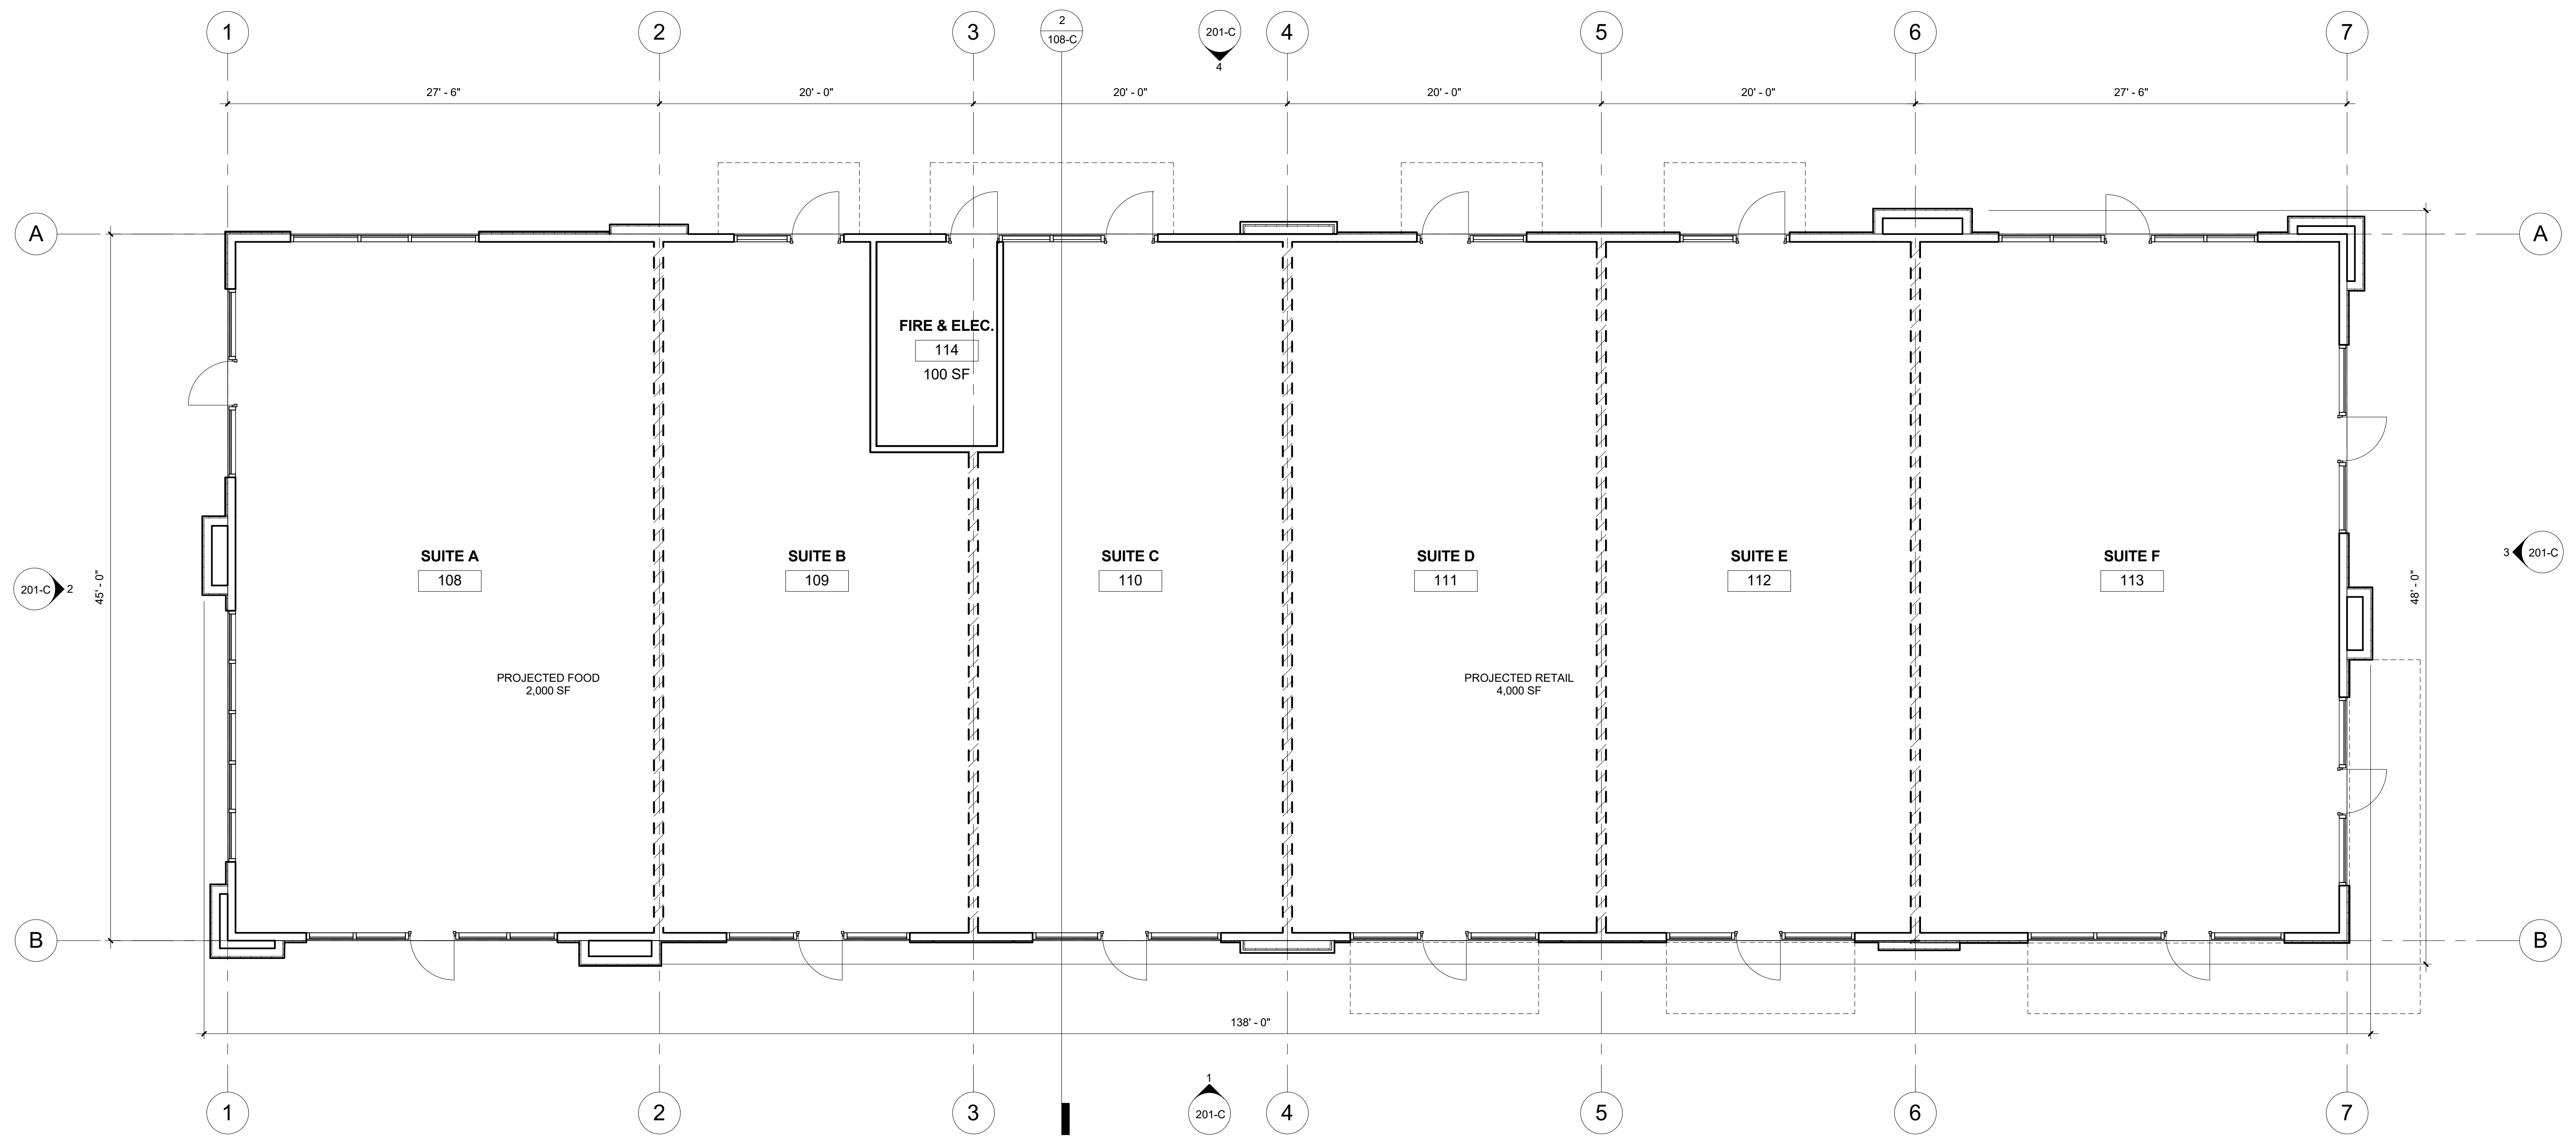 1
2
3
2
108-C
201-C
4
4
5
6
7
27' - 6"
20' - 0"
20' - 0"
20' - 0"
20' - 0"
27' - 6"
A
A
FIRE & ELEC.
114
100 SF
SUITE A
108
SUITE B
109
SUITE C
110
SUITE D
111
SUITE E
112
SUITE F
113
201-C
2
45' - 0"
3
201-C
48' - 0"
PROJECTED FOOD
2,000 SF
PROJECTED RETAIL
4,000 SF
B
B
138' - 0"
1
201-C
1
2
3
4
5
6
7